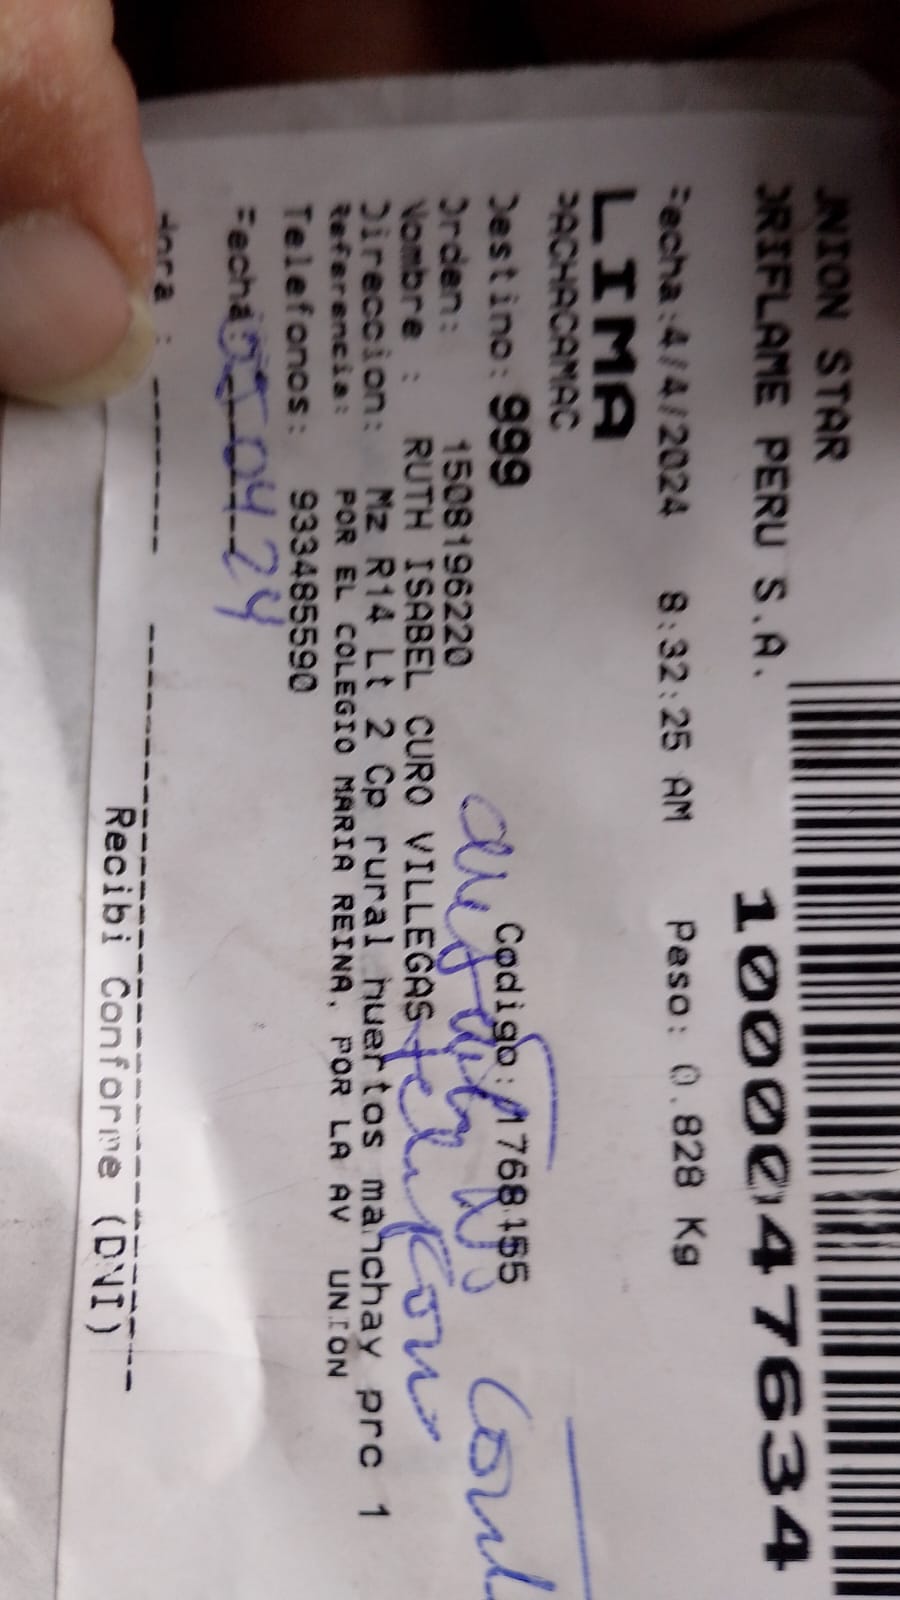 UNION STAR
ORIFLAME PERU S.A.
1000047634
Fecha:4/4/2024 8:32:25 AM Peso: 0.828 Kg
LIMA
PACHACAMAC
Destino: 999 Codigo: 1768155
Orden: 1508196220
Nombre : RUTH ISABEL CURO VILLEGAS
Direccion: Mz R14 Lt 2 Cp rural huertos manchay prc 1
Referencia: POR EL COLEGIO MARIA REINA, POR LA AV UNION
Telefonos: 933485590
Fecha: 05 04 24
Hora :
Recibi Conforme (DNI)